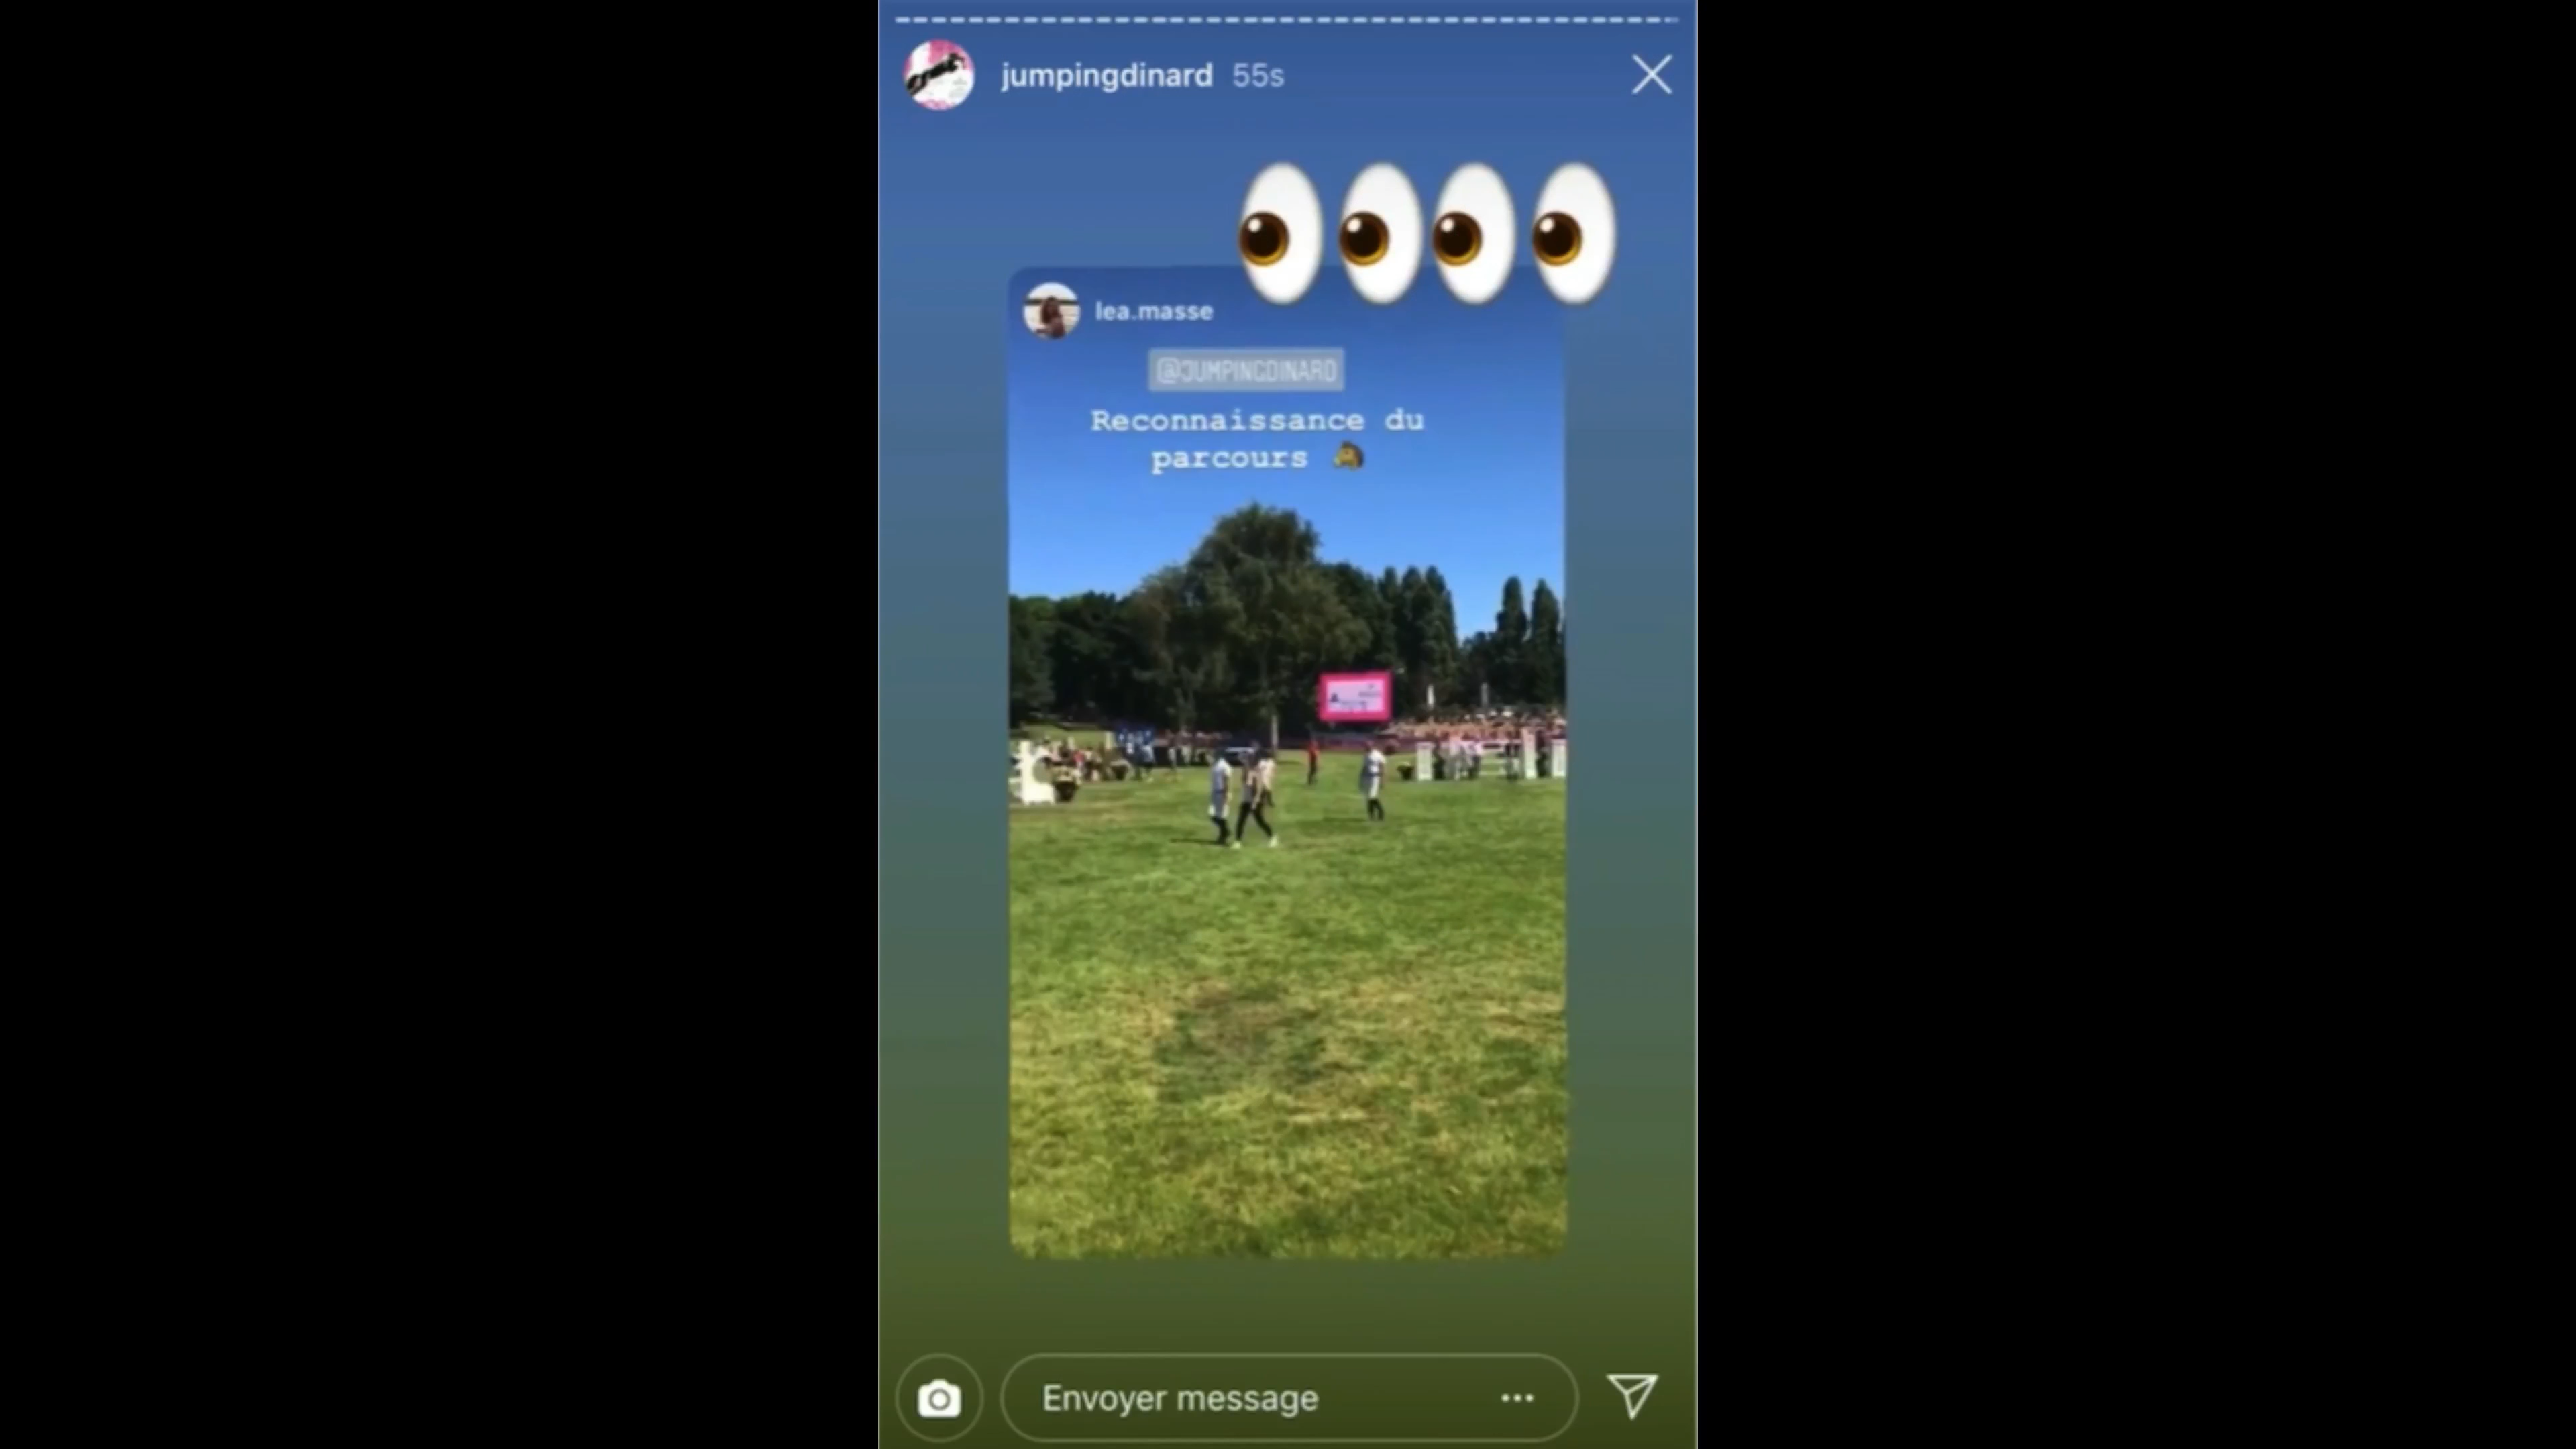 jumpingdinard 55s
lea.masse
@JUMPINGDINARD
Reconnaissance du
parcours
Envoyer message